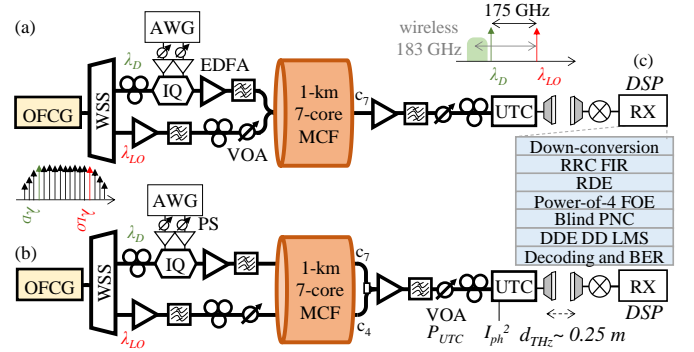 (a)
AWG
λD
EDFA
OFCG
WSS
IQ
λLO
VOA
1-km
7-core
MCF
c7
wireless
183 GHz
175 GHz
λD
λLO
UTC
(c)
DSP
RX
Down-conversion
RRC FIR
RDE
Power-of-4 FOE
Blind PNC
DDE DD LMS
Decoding and BER
λD
λLO
(b)
AWG
PS
λD
OFCG
WSS
IQ
λLO
1-km
7-core
MCF
c7
c4
VOA
PUTC
UTC
Iph2
dTHz~ 0.25 m
RX
DSP